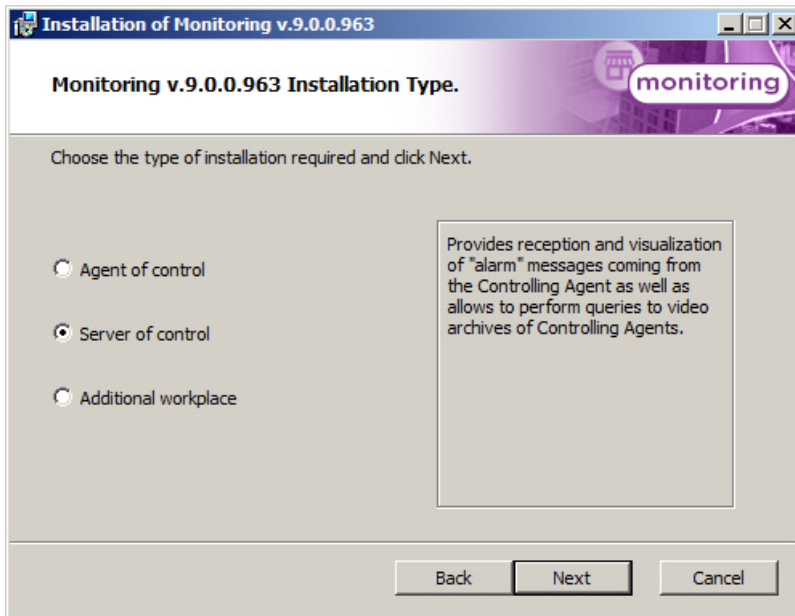 Installation of Monitoring v.9.0.0.963
Monitoring v.9.0.0.963 Installation Type.
monitoring
Choose the type of installation required and click Next.
Agent of control
Server of control
Additional workplace
Provides reception and visualization
of "alarm" messages coming from
the Controlling Agent as well as
allows to perform queries to video
archives of Controlling Agents.
Back
Next
Cancel